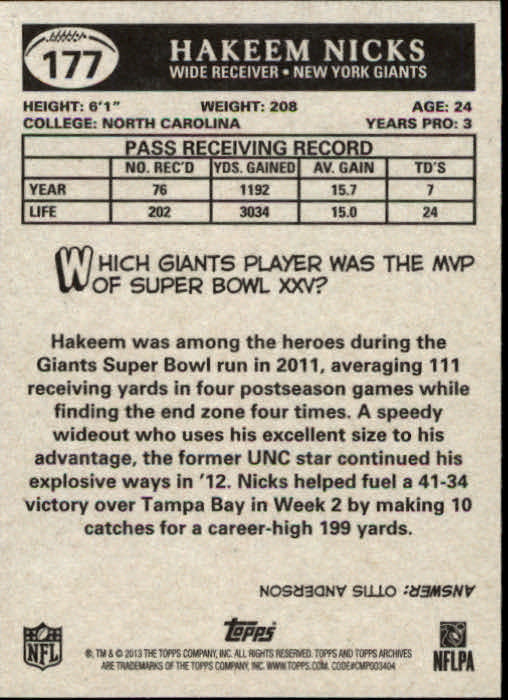 177
HAKEEM NICKS
WIDE RECEIVER • NEW YORK GIANTS
HEIGHT: 6'1" WEIGHT: 208 AGE: 24
COLLEGE: NORTH CAROLINA YEARS PRO: 3
PASS RECEIVING RECORD
NO. REC'D YDS. GAINED AV. GAIN TD'S
YEAR 76 1192 15.7 7
LIFE 202 3034 15.0 24
WHICH GIANTS PLAYER WAS THE MVP
OF SUPER BOWL XXV?
Hakeem was among the heroes during the
Giants Super Bowl run in 2011, averaging 111
receiving yards in four postseason games while
finding the end zone four times. A speedy
wideout who uses his excellent size to his
advantage, the former UNC star continued his
explosive ways in '12. Nicks helped fuel a 41-34
victory over Tampa Bay in Week 2 by making 10
catches for a career-high 199 yards.
ANSWER: OTTIS ANDERSON
NFL
Topps
NFLPA
®, TM & © 2013 THE TOPPS COMPANY, INC. ALL RIGHTS RESERVED. TOPPS AND TOPPS ARCHIVES
ARE TRADEMARKS OF THE TOPPS COMPANY, INC. WWW.TOPPS.COM. CODE#CMP003404